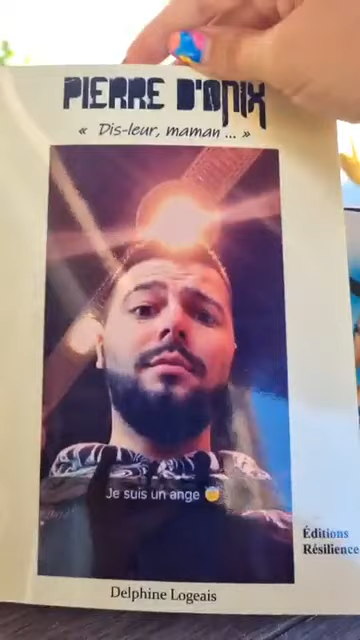 PIERRE D'ONIX
« Dis-leur, maman ... »
Je suis un ange 😇
Éditions
Résilience
Delphine Logeais